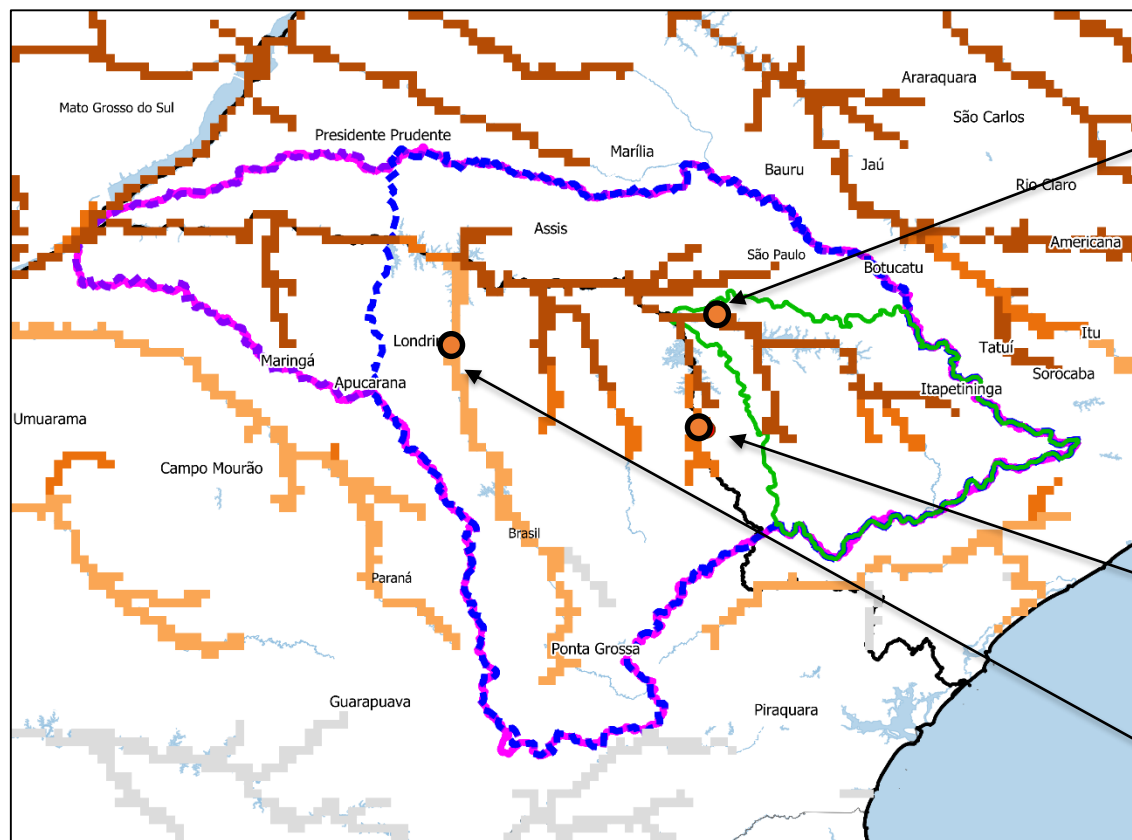 Araraquara
Mato Grosso do Sul
São Carlos
Presidente Prudente
Marília
Bauru
Jaú
Rio Claro
Assis
Americana
São Paulo
Botucatu
Itu
Londrin
Tatuí
Maringá
Sorocaba
Apucarana
Itapetininga
Umuarama
Campo Mourão
Brasil
Paraná
Ponta Grossa
Guarapuava
Piraquara